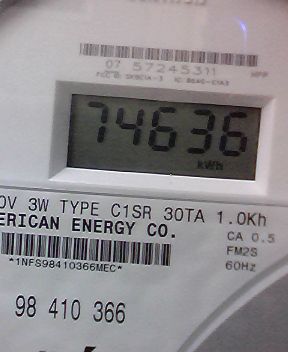 07 57245311
74636
kWh
0V 3W TYPE C1SR 30TA 1.0Kh
ERICAN ENERGY CO.
CA 0.5
FM2S
*1NFS98410366MEC*
60Hz
98 410 366